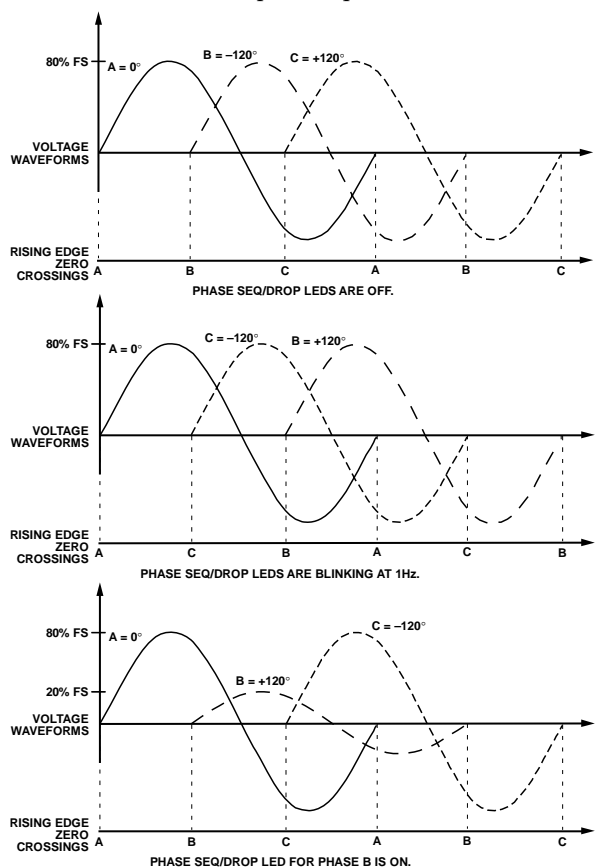 80% FS
A = 0°
B = –120°
C = +120°
VOLTAGE
WAVEFORMS
RISING EDGE
ZERO
CROSSINGS
A B C A B C
PHASE SEQ/DROP LEDS ARE OFF.
80% FS
A = 0°
C = –120°
B = +120°
VOLTAGE
WAVEFORMS
RISING EDGE
ZERO
CROSSINGS
A C B A C B
PHASE SEQ/DROP LEDS ARE BLINKING AT 1Hz.
80% FS
A = 0°
C = –120°
20% FS
B = +120°
VOLTAGE
WAVEFORMS
RISING EDGE
ZERO
CROSSINGS
A B C A B C
PHASE SEQ/DROP LED FOR PHASE B IS ON.